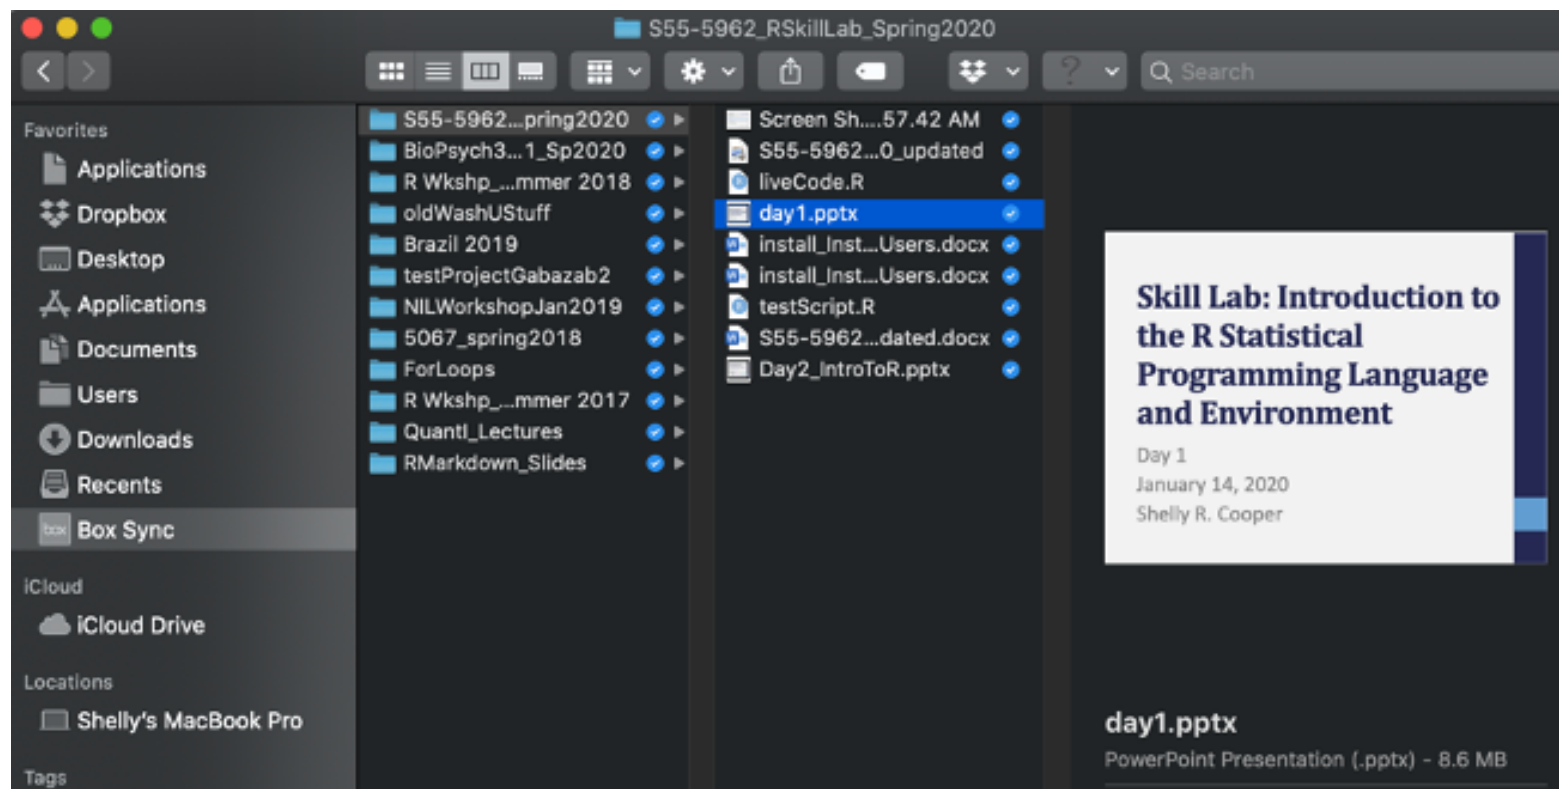 S55-5962_RSkillLab_Spring2020
Search
Favorites
Applications
Dropbox
Desktop
Applications
Documents
Users
Downloads
Recents
box Box Sync
iCloud
iCloud Drive
Locations
Shelly's MacBook Pro
Tags
S55-5962...pring2020
BioPsych3...1_Sp2020
R Wkshp_...mmer 2018
oldWashUStuff
Brazil 2019
testProjectGabazab2
NILWorkshopJan2019
5067_spring2018
ForLoops
R Wkshp_...mmer 2017
QuantI_Lectures
RMarkdown_Slides
Screen Sh....57.42 AM
S55-5962...0_updated
liveCode.R
day1.pptx
install_Inst...Users.docx
install_Inst...Users.docx
testScript.R
S55-5962...dated.docx
Day2_IntroToR.pptx
Skill Lab: Introduction to
the R Statistical
Programming Language
and Environment
Day 1
January 14, 2020
Shelly R. Cooper
day1.pptx
PowerPoint Presentation (.pptx) - 8.6 MB